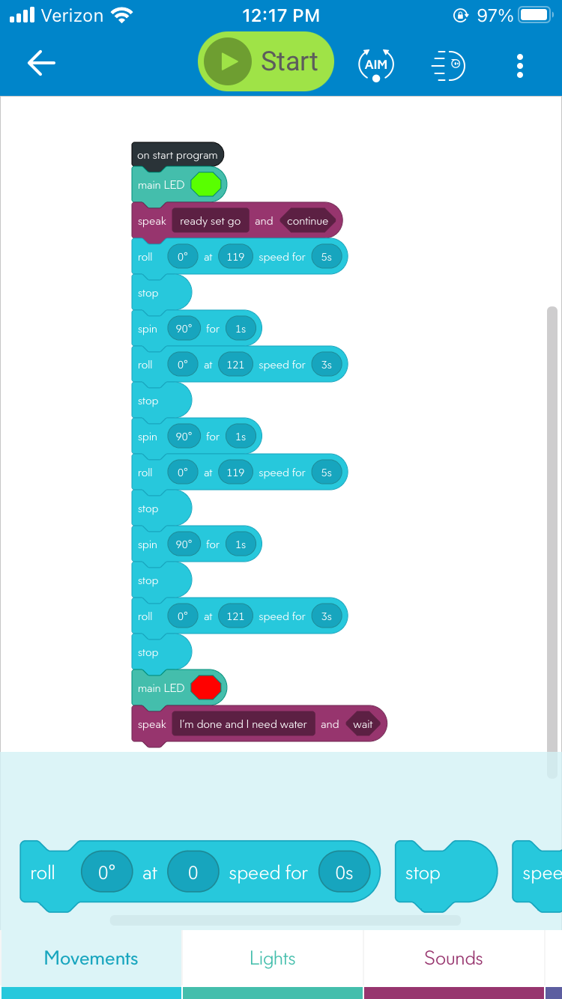 Verizon 12:17 PM 97%
Start AIM
on start program
main LED
speak ready set go and continue
roll 0° at 119 speed for 5s
stop
spin 90° for 1s
roll 0° at 121 speed for 3s
stop
spin 90° for 1s
roll 0° at 119 speed for 5s
stop
spin 90° for 1s
stop
roll 0° at 121 speed for 3s
stop
main LED
speak I'm done and I need water and wait
roll 0° at 0 speed for 0s stop spee
Movements Lights Sounds